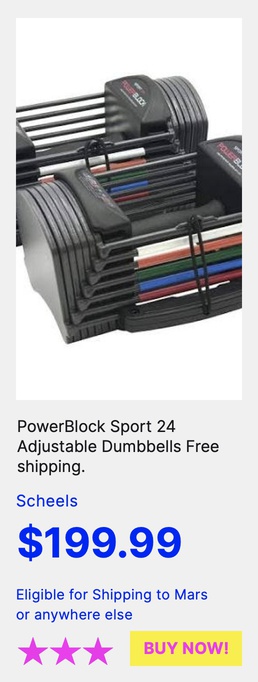 POWERBLOCK
POWERBLOCK
PowerBlock Sport 24
Adjustable Dumbbells Free
shipping.
Scheels
$199.99
Eligible for Shipping to Mars
or anywhere else
BUY NOW!